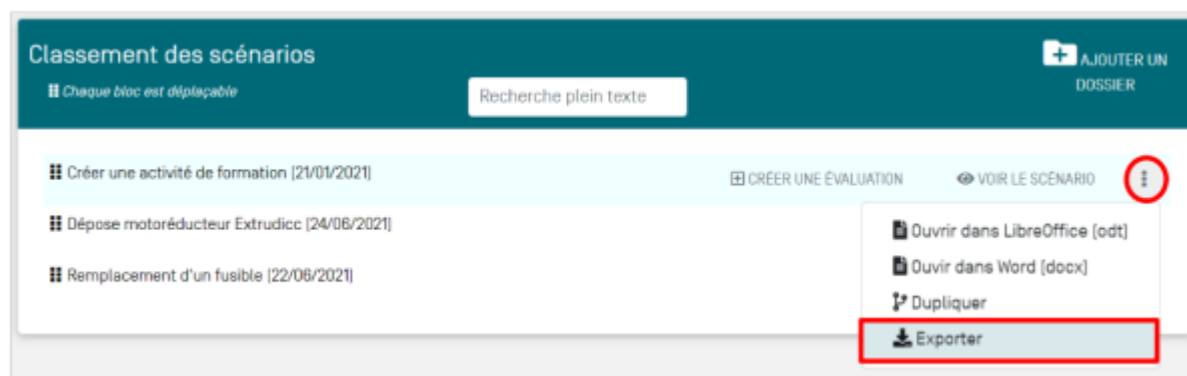 Classement des scénarios
AJOUTER UN
DOSSIER
Chaque bloc est déplaçable
Recherche plein texte
Créer une activité de formation (21/01/2021)
CRÉER UNE ÉVALUATION
VOIR LE SCÉNARIO
Dépose motoréducteur Extrudicc (24/06/2021)
Remplacement d'un fusible (22/06/2021)
Ouvrir dans LibreOffice (odt)
Ouvir dans Word (docx)
Dupliquer
Exporter